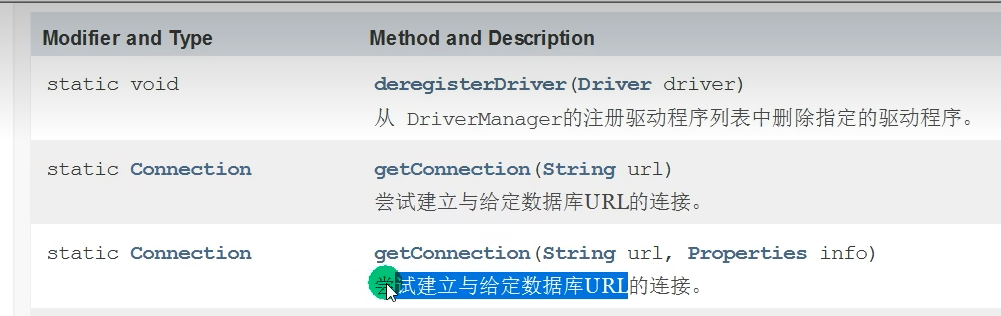 Modifier and Type Method and Description
static void deregisterDriver(Driver driver)
从 DriverManager的注册驱动程序列表中删除指定的驱动程序。
static Connection getConnection(String url)
尝试建立与给定数据库URL的连接。
static Connection getConnection(String url, Properties info)
尝试建立与给定数据库URL的连接。